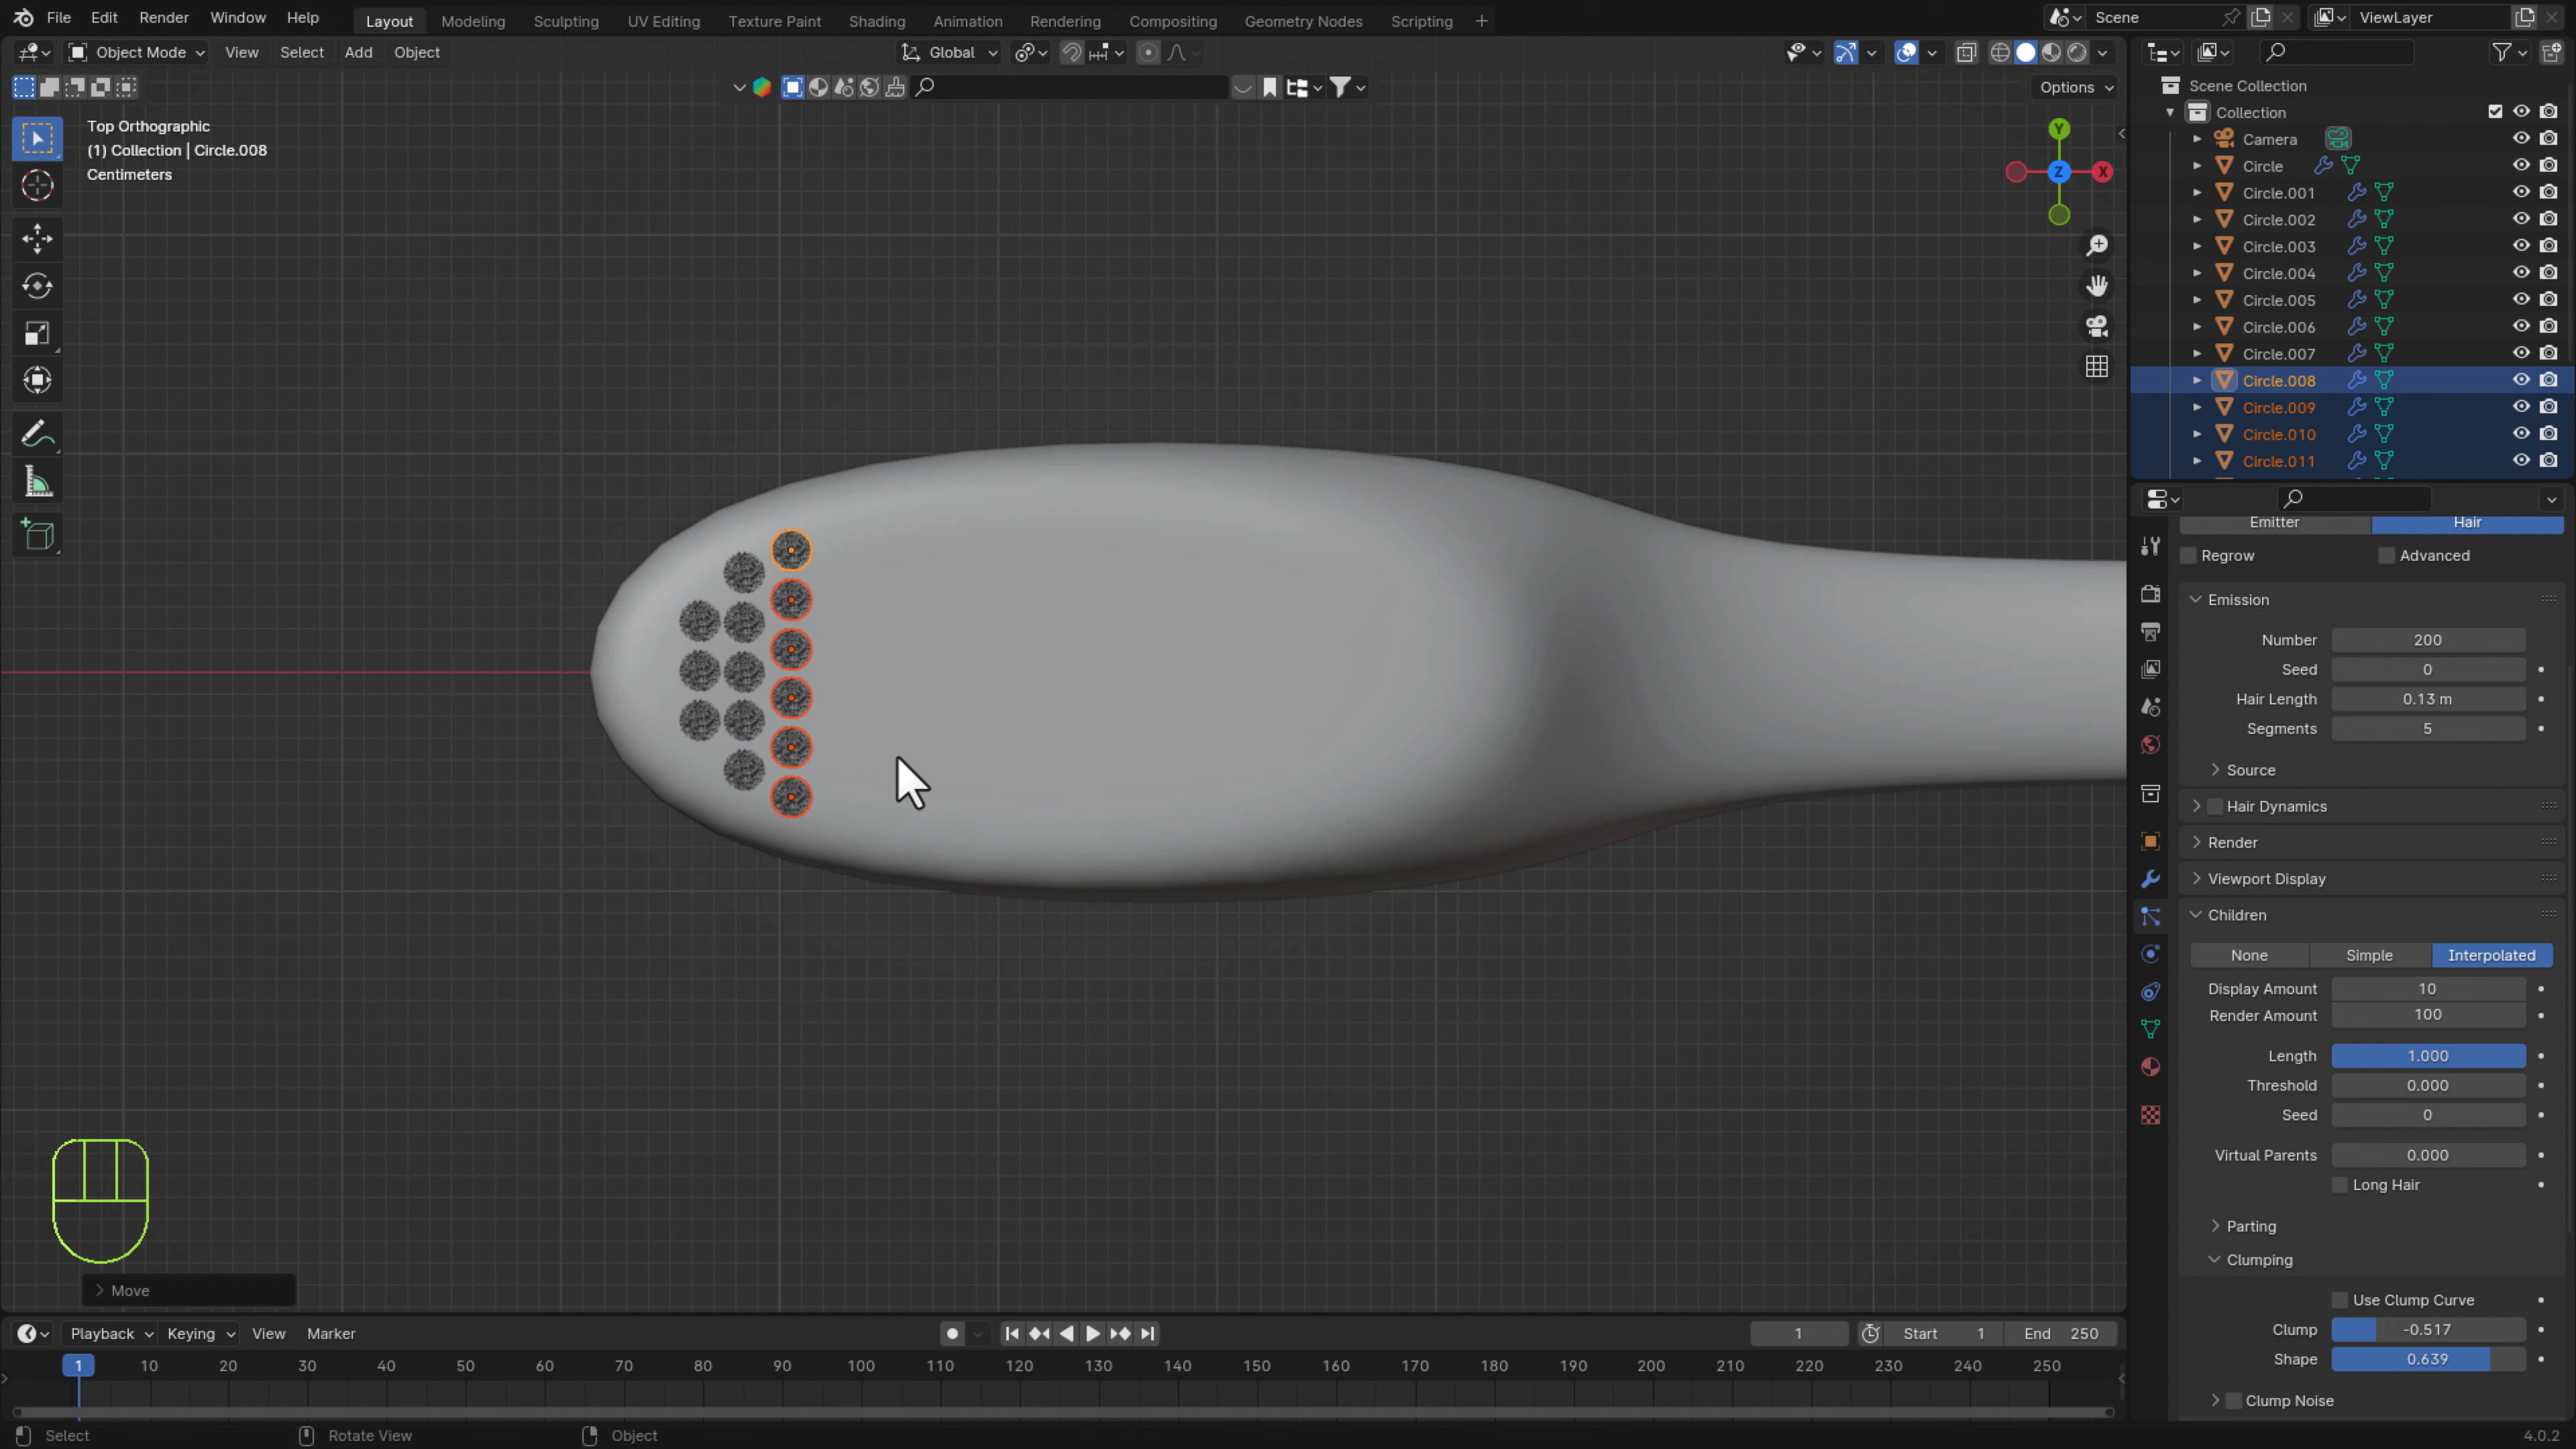 File Edit Render Window Help Layout Modeling Sculpting UV Editing Texture Paint Shading Animation Rendering Compositing Geometry Nodes Scripting + Scene ViewLayer
Object Mode View Select Add Object Global
Options
Top Orthographic
(1) Collection | Circle.008
Centimeters
Y
Z
X
Scene Collection
Collection
Camera
Circle
Circle.001
Circle.002
Circle.003
Circle.004
Circle.005
Circle.006
Circle.007
Circle.008
Circle.009
Circle.010
Circle.011
Emitter Hair
Regrow Advanced
Emission
Number 200
Seed 0
Hair Length 0.13 m
Segments 5
Source
Hair Dynamics
Render
Viewport Display
Children
None Simple Interpolated
Display Amount 10
Render Amount 100
Length 1.000
Threshold 0.000
Seed 0
Virtual Parents 0.000
Long Hair
Parting
Clumping
Use Clump Curve
Clump -0.517
Shape 0.639
Clump Noise
Move
Playback Keying View Marker 1 Start 1 End 250
1 10 20 30 40 50 60 70 80 90 100 110 120 130 140 150 160 170 180 190 200 210 220 230 240 250
Select Rotate View Object 4.0.2